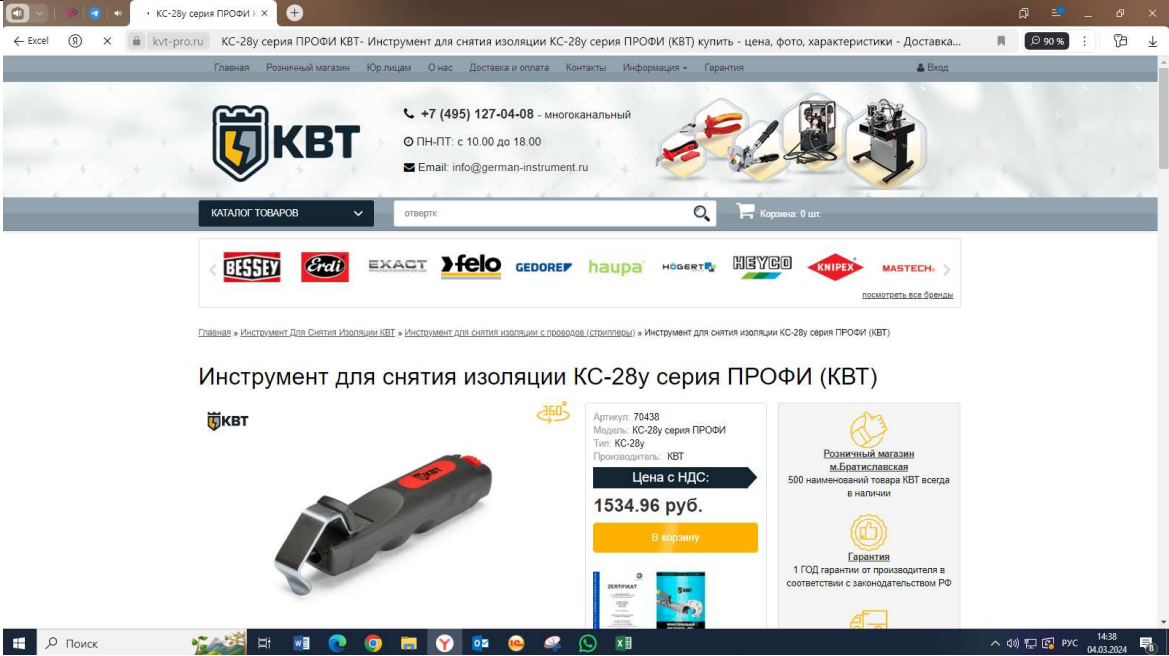 КС-28у серия ПРОФИ К
Excel
kvt-pro.ru КС-28у серия ПРОФИ КВТ- Инструмент для снятия изоляции КС-28у серия ПРОФИ (КВТ) купить - цена, фото, характеристики - Доставка...
90 %
Главная Розничный магазин Юр.лицам О нас Доставка и оплата Контакты Информация Гарантия Вход
КВТ
+7 (495) 127-04-08 - многоканальный
ПН-ПТ: с 10.00 до 18.00
Email: info@german-instrument.ru
КАТАЛОГ ТОВАРОВ
отвертк
Корзина: 0 шт.
BESSEY Erdi EXACT felo GEDORE haupa HÖGERT HEYCO KNIPEX MASTECH
посмотреть все бренды
Главная » Инструмент Для Снятия Изоляции КВТ » Инструмент для снятия изоляции с проводов (стрипперы) » Инструмент для снятия изоляции КС-28у серия ПРОФИ (КВТ)
Инструмент для снятия изоляции КС-28у серия ПРОФИ (КВТ)
КВТ
360°
КВТ
Артикул: 70438
Модель: КС-28у серия ПРОФИ
Тип: КС-28у
Производитель: КВТ
Цена с НДС:
1534.96 руб.
В корзину
ZERTIFIKAT
Розничный магазин
м.Братиславская
500 наименований товара КВТ всегда
в наличии
Гарантия
1 ГОД гарантии от производителя в
соответствии с законодательством РФ
Поиск
РУС
14:38
04.03.2024